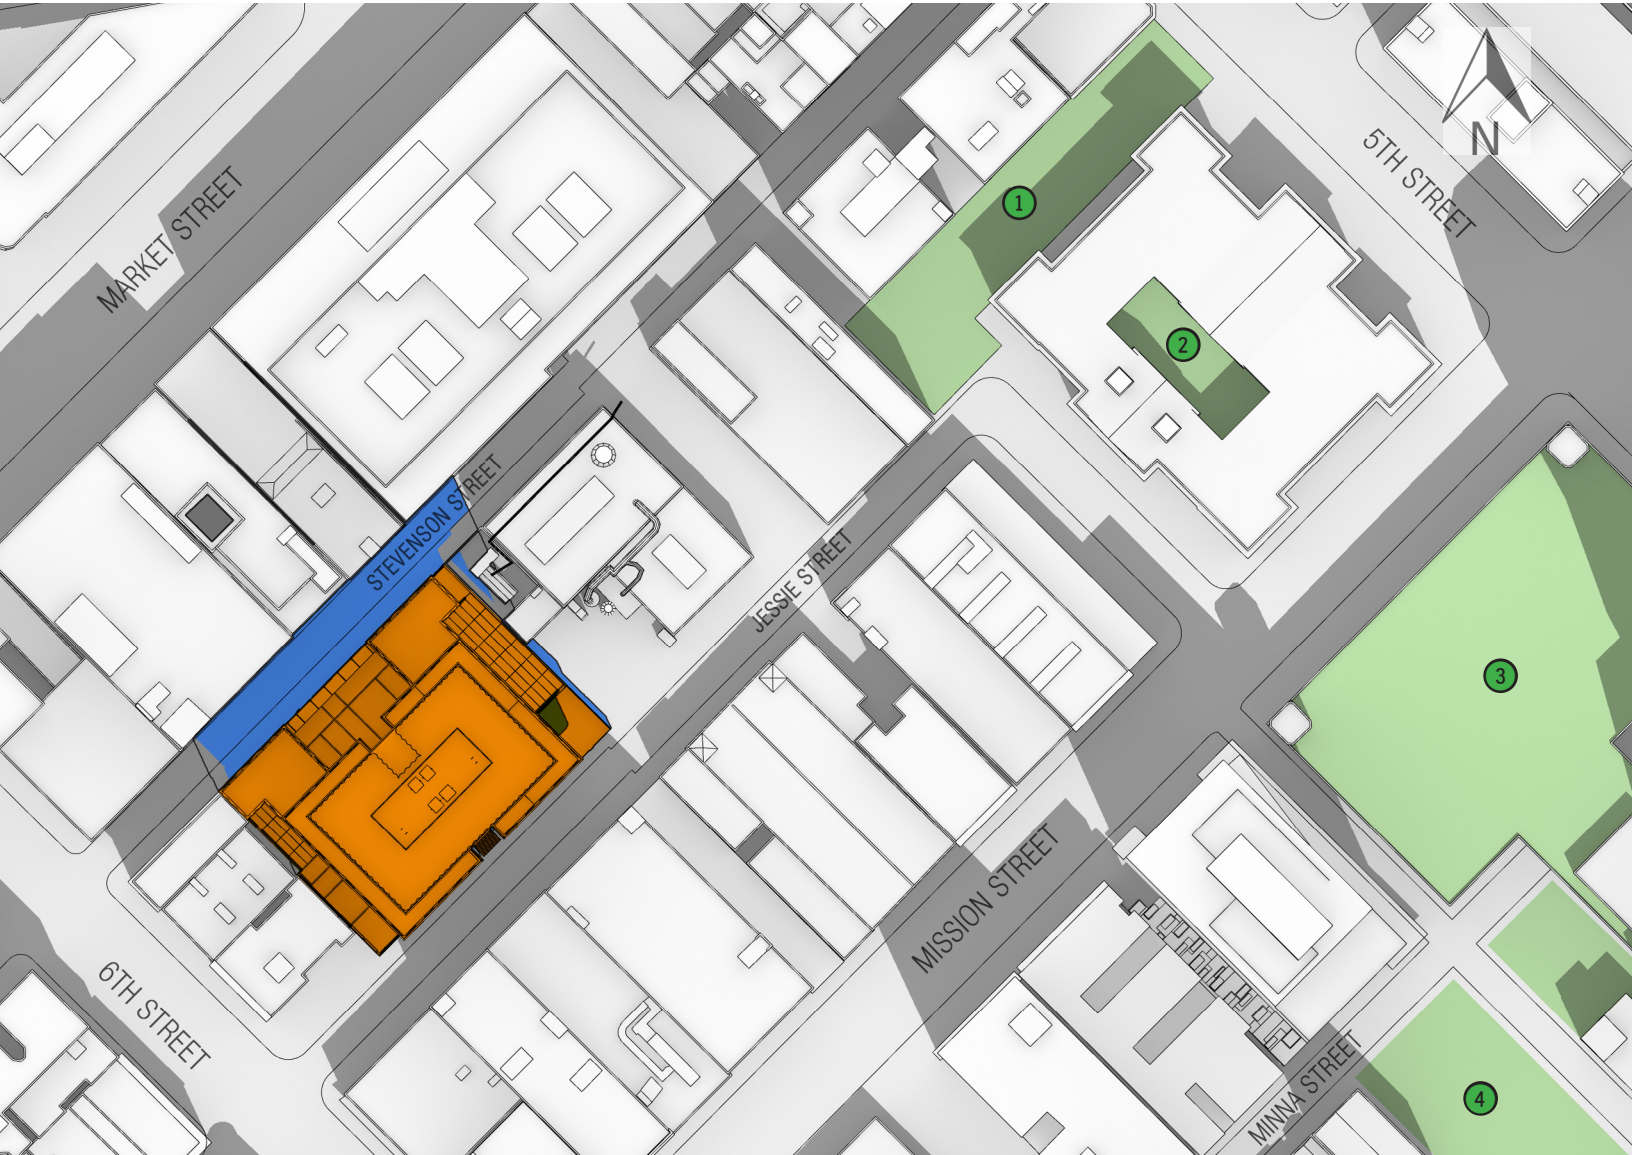 N
5TH STREET
MARKET STREET
1
2
STEVENSON STREET
JESSIE STREET
3
MISSION STREET
6TH STREET
MINNA STREET
4